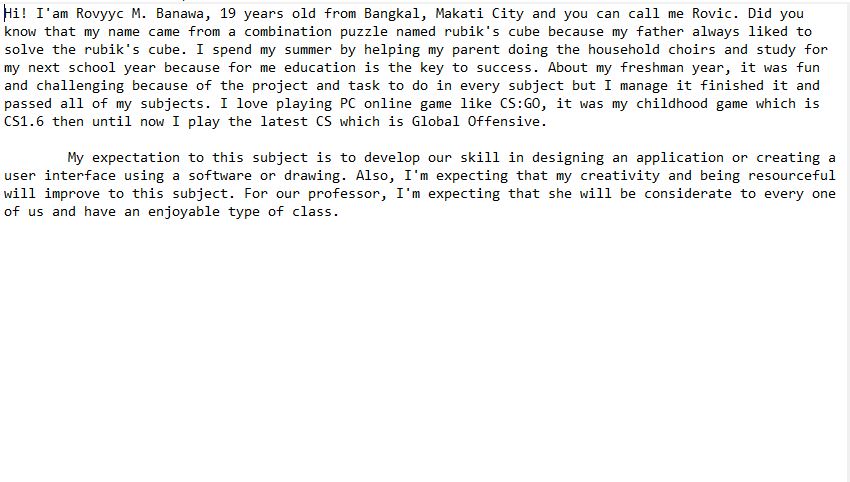 Hi! I'am Rovyyc M. Banawa, 19 years old from Bangkal, Makati City and you can call me Rovic. Did you
know that my name came from a combination puzzle named rubik's cube because my father always liked to
solve the rubik's cube. I spend my summer by helping my parent doing the household choirs and study for
my next school year because for me education is the key to success. About my freshman year, it was fun
and challenging because of the project and task to do in every subject but I manage it finished it and
passed all of my subjects. I love playing PC online game like CS:GO, it was my childhood game which is
CS1.6 then until now I play the latest CS which is Global Offensive.
My expectation to this subject is to develop our skill in designing an application or creating a
user interface using a software or drawing. Also, I'm expecting that my creativity and being resourceful
will improve to this subject. For our professor, I'm expecting that she will be considerate to every one
of us and have an enjoyable type of class.